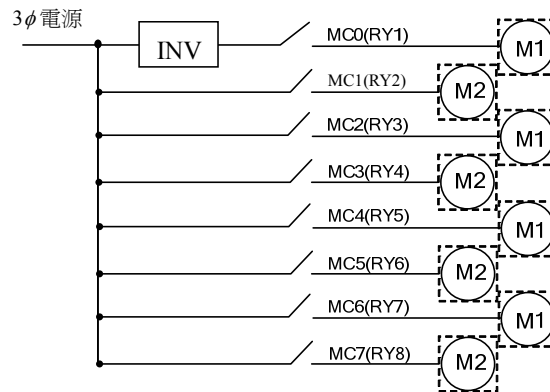 3ϕ電源
INV
MC0(RY1)
M1
MC1(RY2)
M2
MC2(RY3)
M1
MC3(RY4)
M2
MC4(RY5)
M1
MC5(RY6)
M2
MC6(RY7)
M1
MC7(RY8)
M2